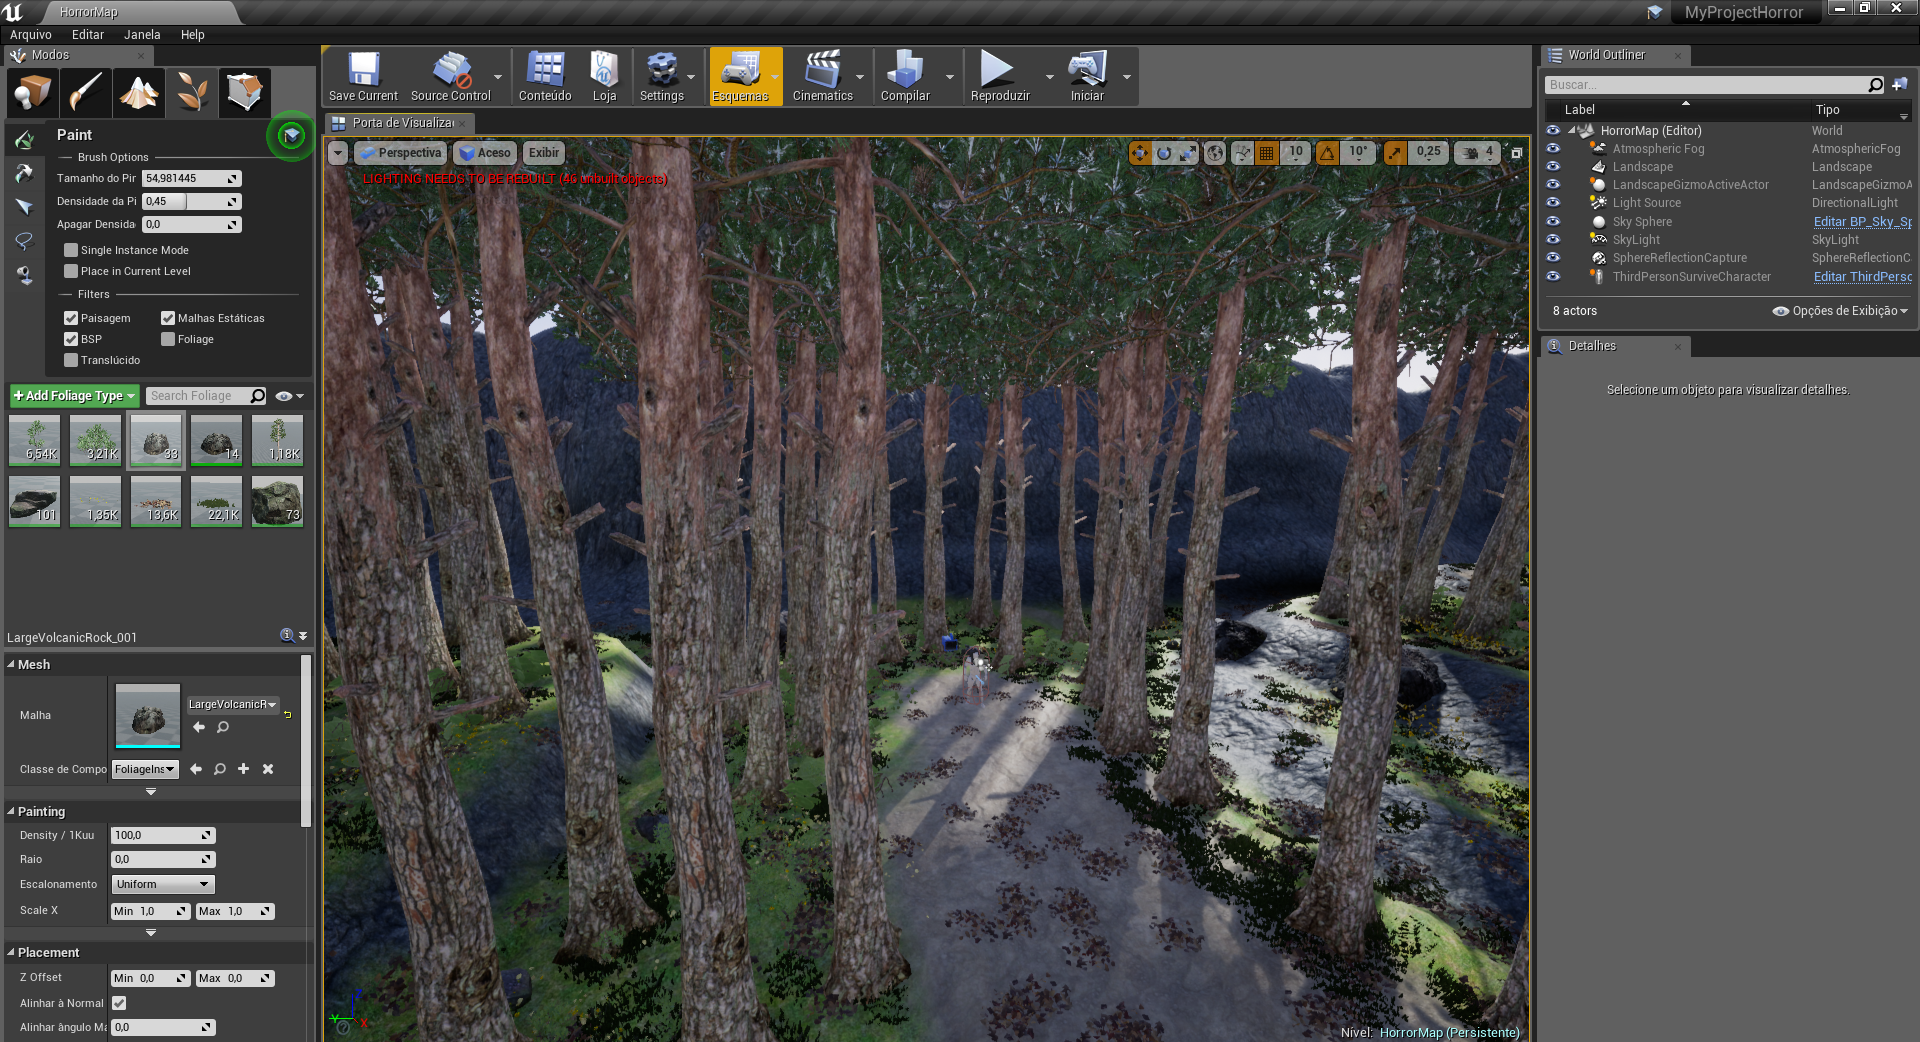 HorrorMap
MyProjectHorror
Arquivo Editar Janela Help
Modos
Paint
Brush Options
Tamanho do Pin 54,981445
Densidade da Pi 0,45
Apagar Densida 0,0
Single Instance Mode
Place in Current Level
Filters
Paisagem Malhas Estáticas
BSP Foliage
Translúcido
Add Foliage Type Search Foliage
6,54K 3,21K 33 14 1,18K
101 1,35K 13,6K 22,1K 73
LargeVolcanicRock_001
Mesh
Malha LargeVolcanicR
Classe de Compo FoliageIns
Painting
Density / 1Kuu 100,0
Raio 0,0
Escalonamento Uniform
Scale X Min 1,0 Max 1,0
Placement
Z Offset Min 0,0 Max 0,0
Alinhar à Normal
Alinhar ângulo Má 0,0
Save Current Source Control Conteúdo Loja Settings Esquemas Cinematics Compilar Reproduzir Iniciar
Porta de Visualiza
Perspectiva Aceso Exibir 10 10° 0,25 4
LIGHTING NEEDS TO BE REBUILT (40 unbuilt objects)
Y Z X
Nível: HorrorMap (Persistente)
World Outliner
Buscar...
Label Tipo
HorrorMap (Editor) World
Atmospheric Fog AtmosphericFog
Landscape Landscape
LandscapeGizmoActiveActor LandscapeGizmoA
Light Source DirectionalLight
Sky Sphere Editar BP_Sky_Sp
SkyLight SkyLight
SphereReflectionCapture SphereReflectionC
ThirdPersonSurviveCharacter Editar ThirdPerso
8 actors Opções de Exibição
Detalhes
Selecione um objeto para visualizar detalhes.